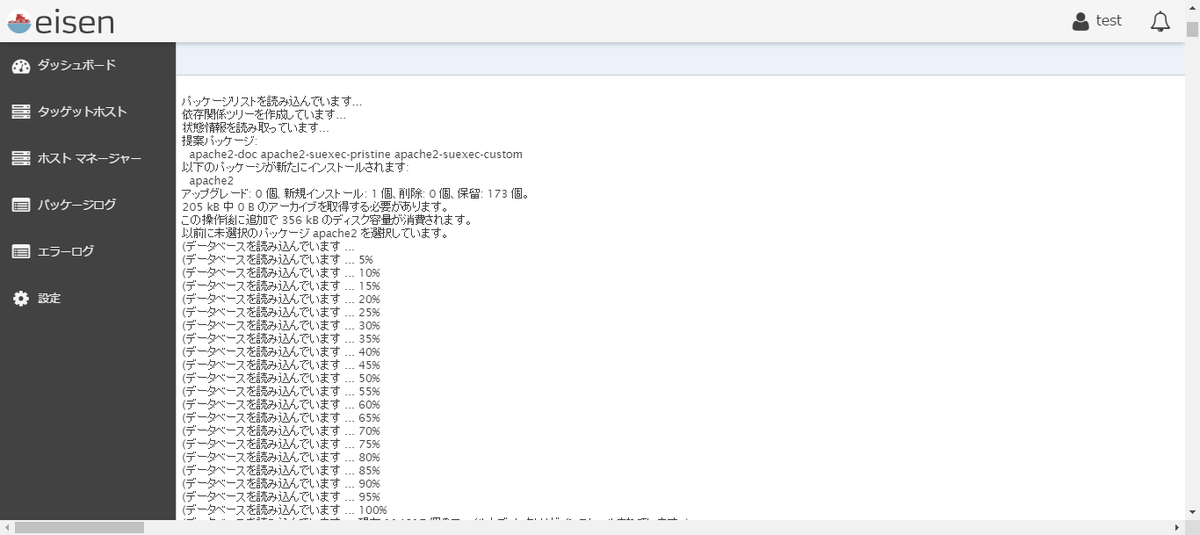 eisen
test
ダッシュボード
タゲットホスト
ホスト マネージャー
パッケージログ
エラーログ
設定
パッケージリストを読み込んでいます...
依存関係ツリーを作成しています...
状態情報を読み取っています...
提案パッケージ:
apache2-doc apache2-suexec-pristine apache2-suexec-custom
以下のパッケージが新たにインストールされます:
apache2
アップグレード: 0 個、新規インストール: 1 個、削除: 0 個、保留: 173 個。
205 kB 中 0 B のアーカイブを取得する必要があります。
この操作後に追加で 356 kB のディスク容量が消費されます。
以前に未選択のパッケージ apache2 を選択しています。
(データベースを読み込んでいます ...
(データベースを読み込んでいます ... 5%
(データベースを読み込んでいます ... 10%
(データベースを読み込んでいます ... 15%
(データベースを読み込んでいます ... 20%
(データベースを読み込んでいます ... 25%
(データベースを読み込んでいます ... 30%
(データベースを読み込んでいます ... 35%
(データベースを読み込んでいます ... 40%
(データベースを読み込んでいます ... 45%
(データベースを読み込んでいます ... 50%
(データベースを読み込んでいます ... 55%
(データベースを読み込んでいます ... 60%
(データベースを読み込んでいます ... 65%
(データベースを読み込んでいます ... 70%
(データベースを読み込んでいます ... 75%
(データベースを読み込んでいます ... 80%
(データベースを読み込んでいます ... 85%
(データベースを読み込んでいます ... 90%
(データベースを読み込んでいます ... 95%
(データベースを読み込んでいます ... 100%